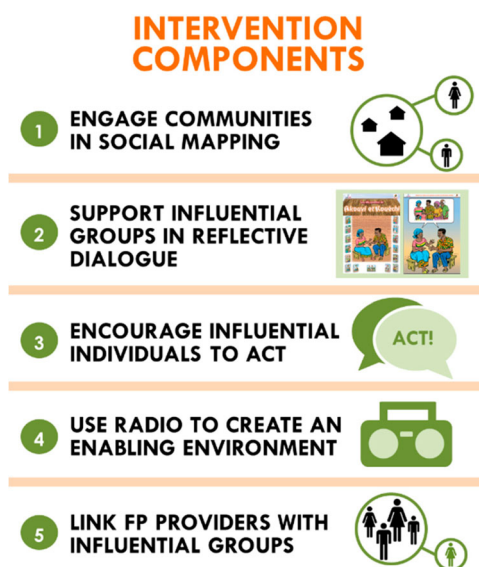 INTERVENTION
COMPONENTS
1
ENGAGE COMMUNITIES
IN SOCIAL MAPPING
2
SUPPORT INFLUENTIAL
GROUPS IN REFLECTIVE
DIALOGUE
3
ENCOURAGE INFLUENTIAL
INDIVIDUALS TO ACT
ACT!
4
USE RADIO TO CREATE AN
ENABLING ENVIRONMENT
5
LINK FP PROVIDERS WITH
INFLUENTIAL GROUPS